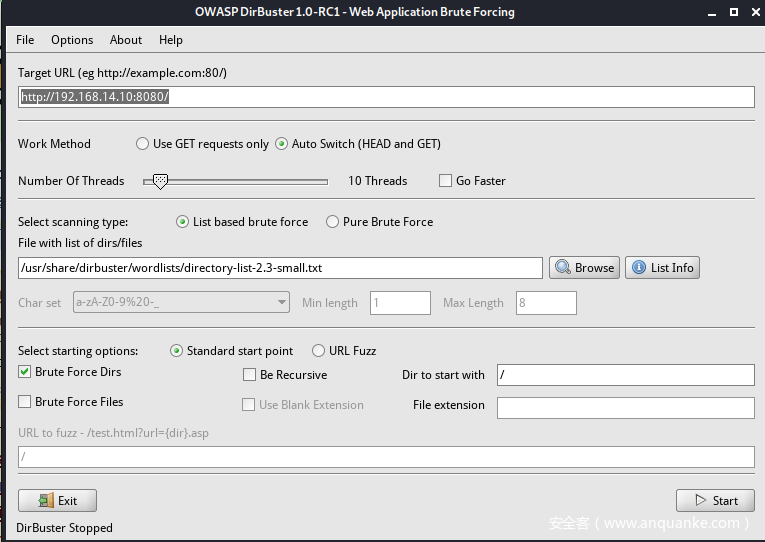 OWASP DirBuster 1.0-RC1 - Web Application Brute Forcing
File Options About Help
Target URL (eg http://example.com:80/)
http://192.168.14.10:8080/
Work Method Use GET requests only Auto Switch (HEAD and GET)
Number Of Threads 10 Threads Go Faster
Select scanning type: List based brute force Pure Brute Force
File with list of dirs/files
/usr/share/dirbuster/wordlists/directory-list-2.3-small.txt Browse List Info
Char set a-zA-Z0-9%20-_ Min length 1 Max Length 8
Select starting options: Standard start point URL Fuzz
Brute Force Dirs Be Recursive Dir to start with /
Brute Force Files Use Blank Extension File extension
URL to fuzz - /test.html?url={dir}.asp
/
Exit Start
DirBuster Stopped
安全客（www.anquanke.com）